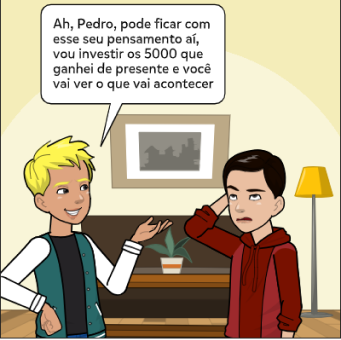 Ah, Pedro, pode ficar com
esse seu pensamento aí,
vou investir os 5000 que
ganhei de presente e você
vai ver o que vai acontecer